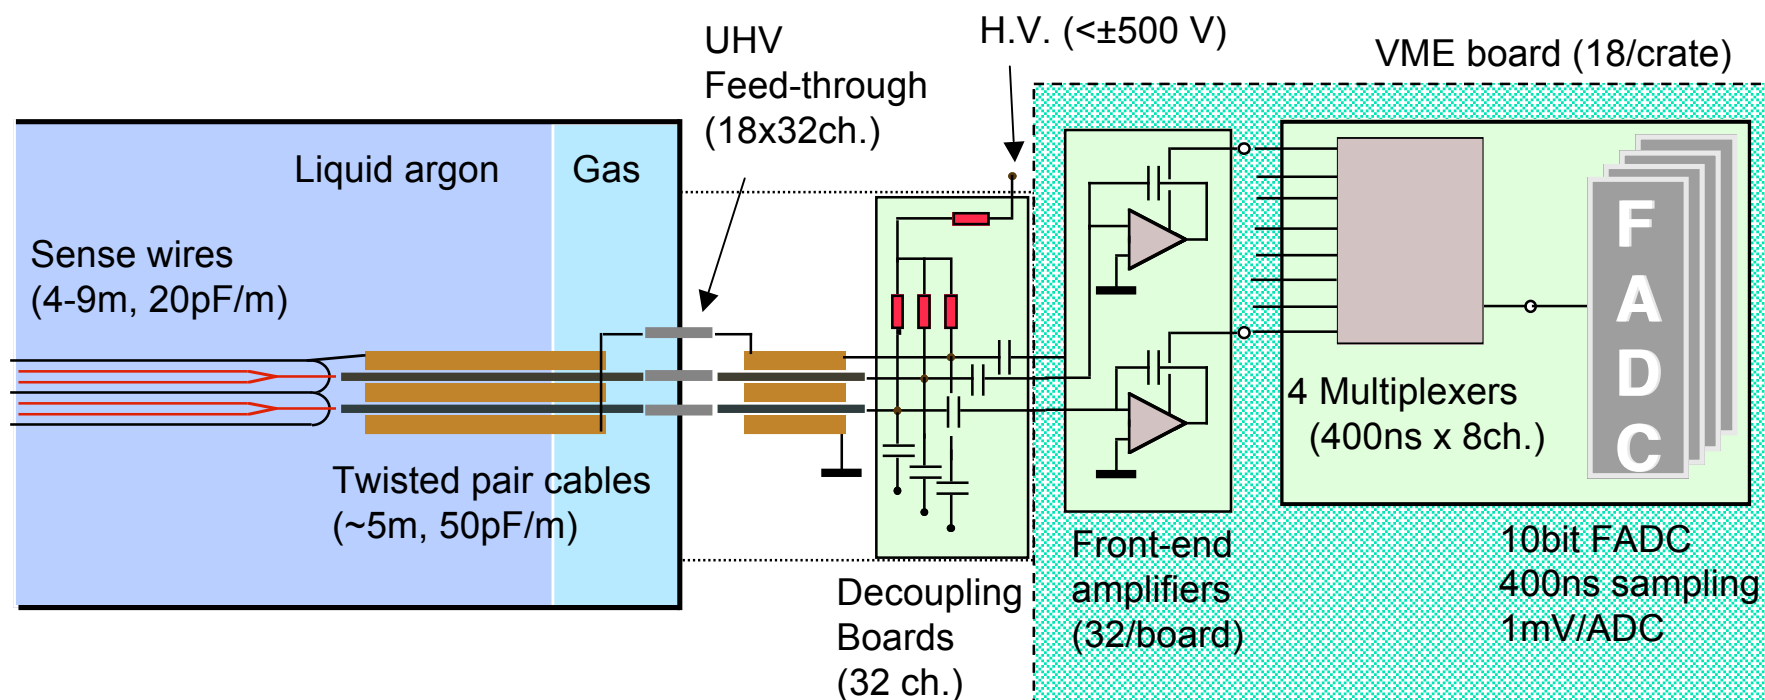 UHV
Feed-through
(18x32ch.)
H.V. (<±500 V)
VME board (18/crate)
Liquid argon
Gas
Sense wires
(4-9m, 20pF/m)
Twisted pair cables
(~5m, 50pF/m)
Decoupling
Boards
(32 ch.)
Front-end
amplifiers
(32/board)
4 Multiplexers
(400ns x 8ch.)
F
A
D
C
10bit FADC
400ns sampling
1mV/ADC